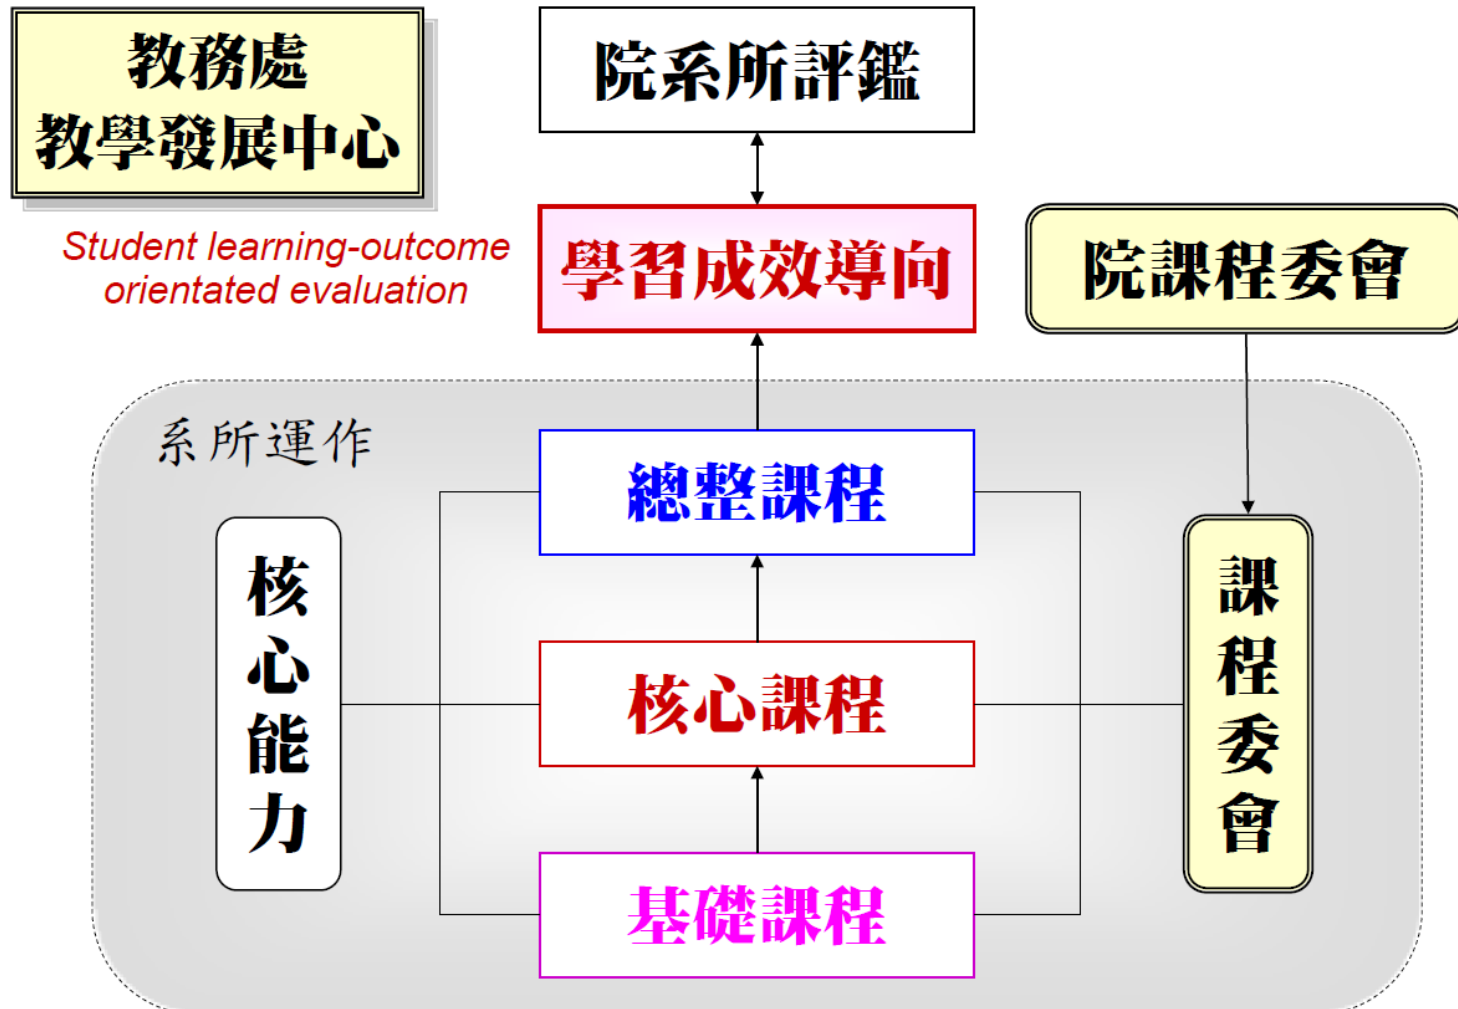 教務處
教學發展中心
院系所評鑑
Student learning-outcome
orientated evaluation
學習成效導向
院課程委會
系所運作
總整課程
核心能力
核心課程
課程委會
基礎課程